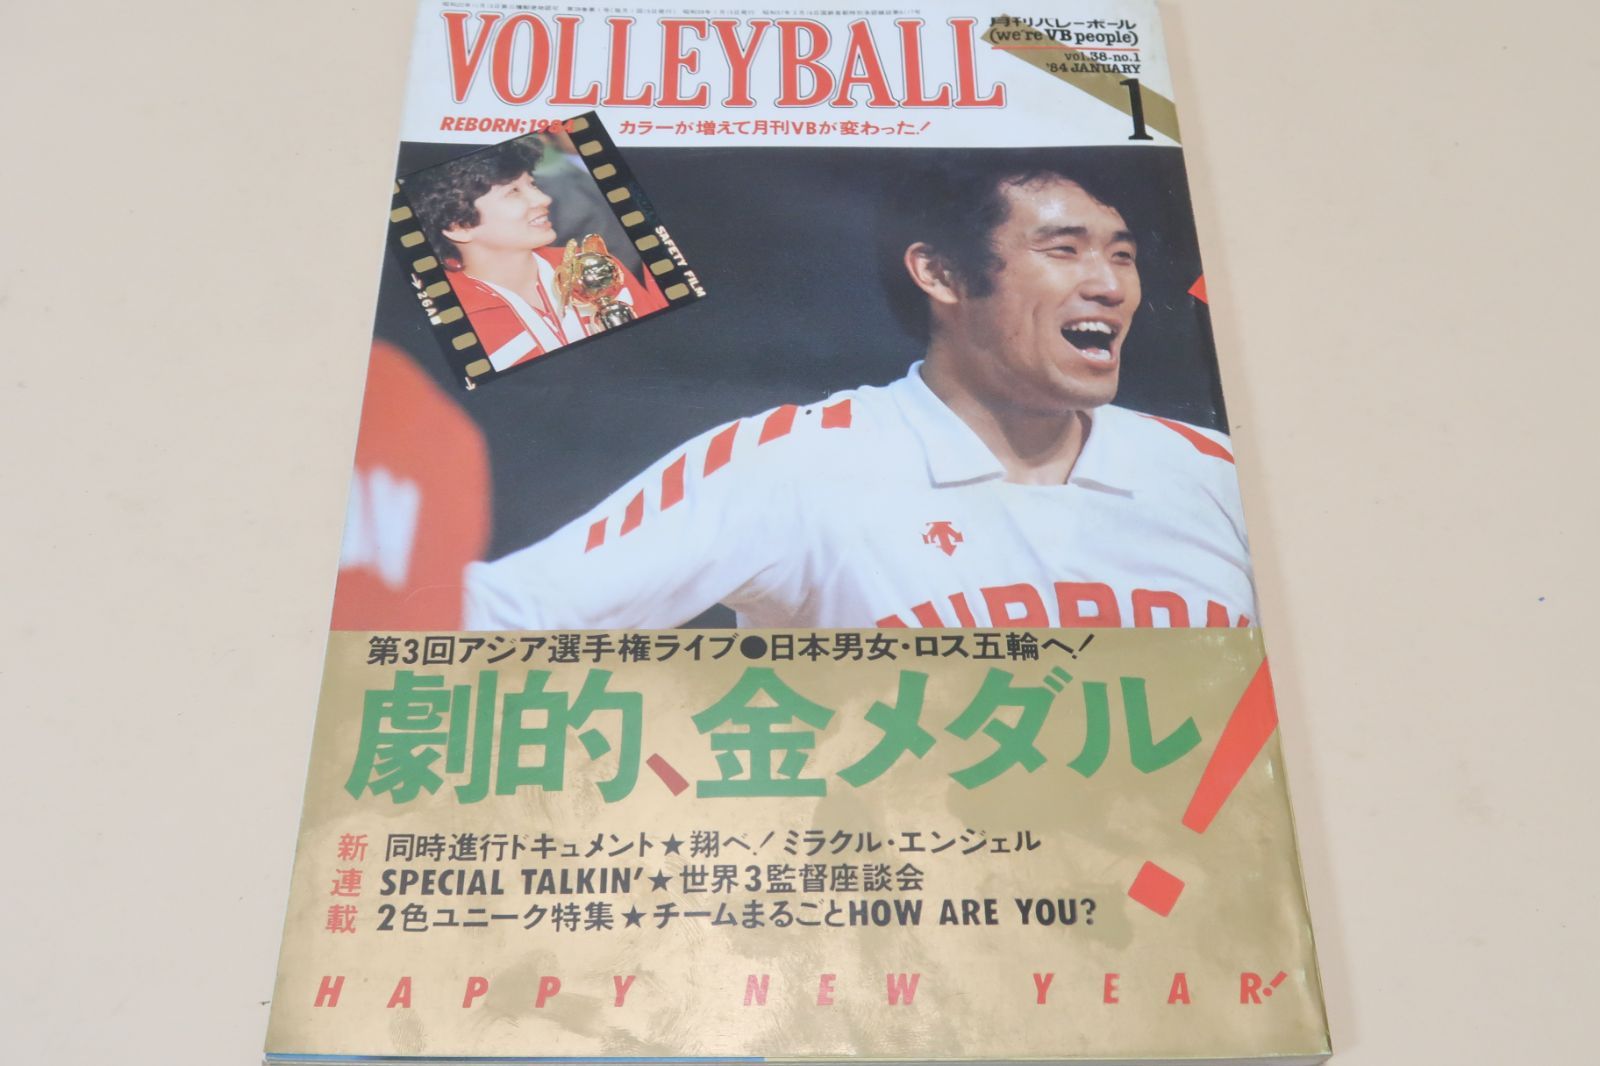 VOLLEYBALL
月刊バレーボール
(we're VB people)
vol.38-no.1
'84 JANUARY
1
REBORN;1984
カラーが増えて月刊VBが変わった!
SAFETY FILM
26A
NIPPON
第3回アジア選手権ライブ●日本男女・ロス五輪へ!
劇的、金メダル!
新連載
同時進行ドキュメント★翔べ!ミラクル・エンジェル
SPECIAL TALKIN'★世界3監督座談会
2色ユニーク特集★チームまるごとHOW ARE YOU?
HAPPY NEW YEAR!